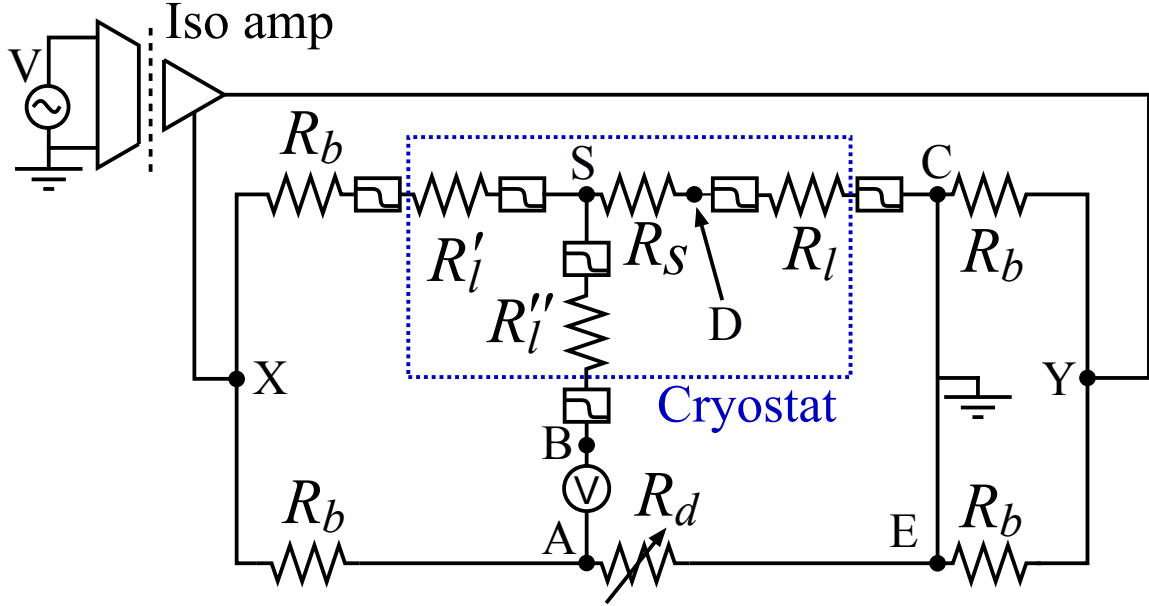 Iso amp
V
R_b
S
C
R_l'
R_s
R_l
R_b
R_l''
D
X
Y
Cryostat
B
V
R_b
R_d
R_b
A
E